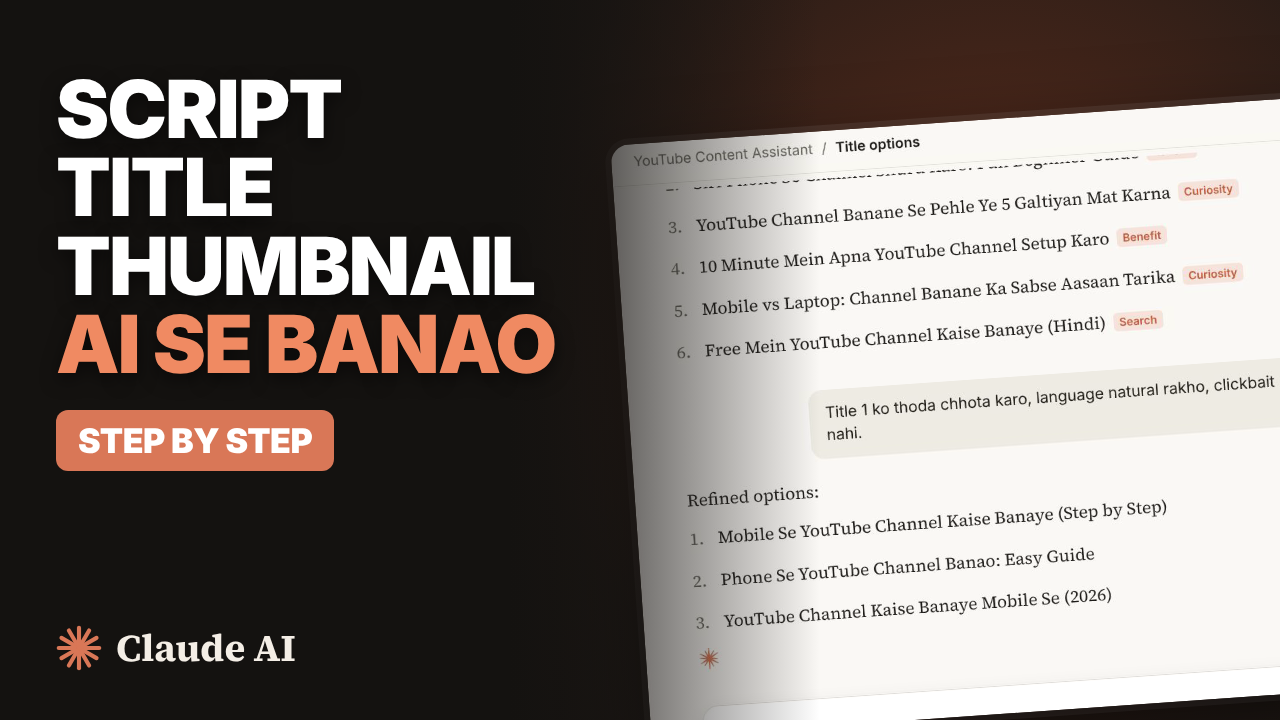 SCRIPT
TITLE
THUMBNAIL
AI SE BANAO
STEP BY STEP
Claude AI
YouTube Content Assistant / Title options
3. YouTube Channel Banane Se Pehle Ye 5 Galtiyan Mat Karna Curiosity
4. 10 Minute Mein Apna YouTube Channel Setup Karo Benefit
5. Mobile vs Laptop: Channel Banane Ka Sabse Aasaan Tarika Curiosity
6. Free Mein YouTube Channel Kaise Banaye (Hindi) Search
Title 1 ko thoda chhota karo, language natural rakho, clickbait
nahi.
Refined options:
1. Mobile Se YouTube Channel Kaise Banaye (Step by Step)
2. Phone Se YouTube Channel Banao: Easy Guide
3. YouTube Channel Kaise Banaye Mobile Se (2026)